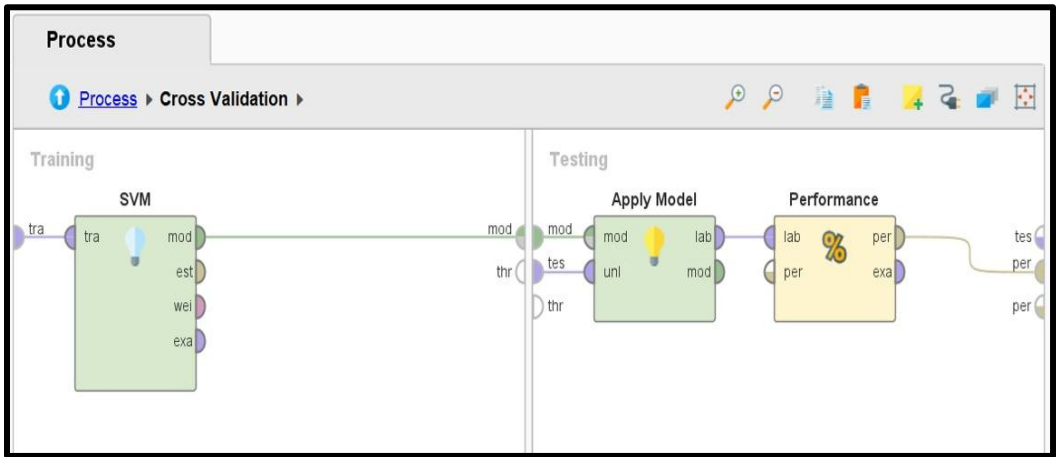 Process
Process ▸ Cross Validation ▸
Training
SVM
tra
tra
mod
est
wei
exa
mod
thr
Testing
Apply Model
Performance
mod
tes
thr
mod
unl
lab
mod
lab
per
%
per
exa
tes
per
per